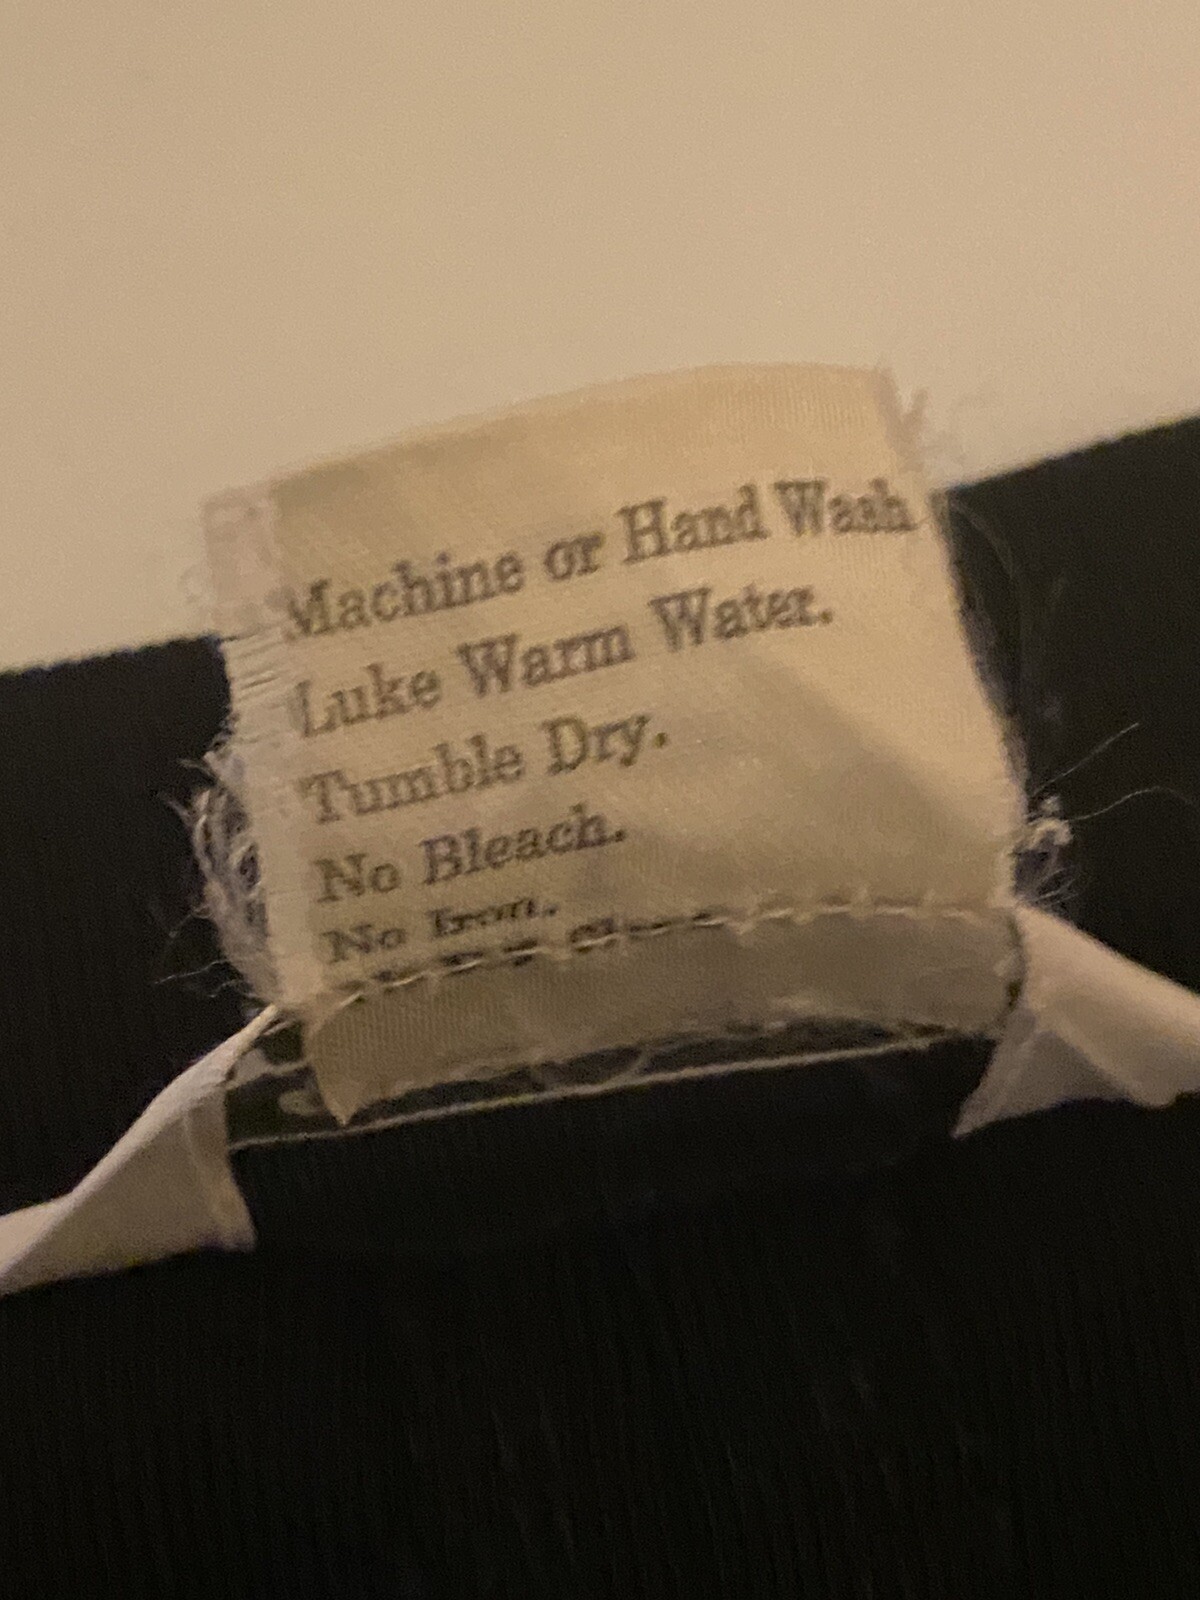 Machine or Hand Wash
Luke Warm Water.
Tumble Dry.
No Bleach.
No Iron.